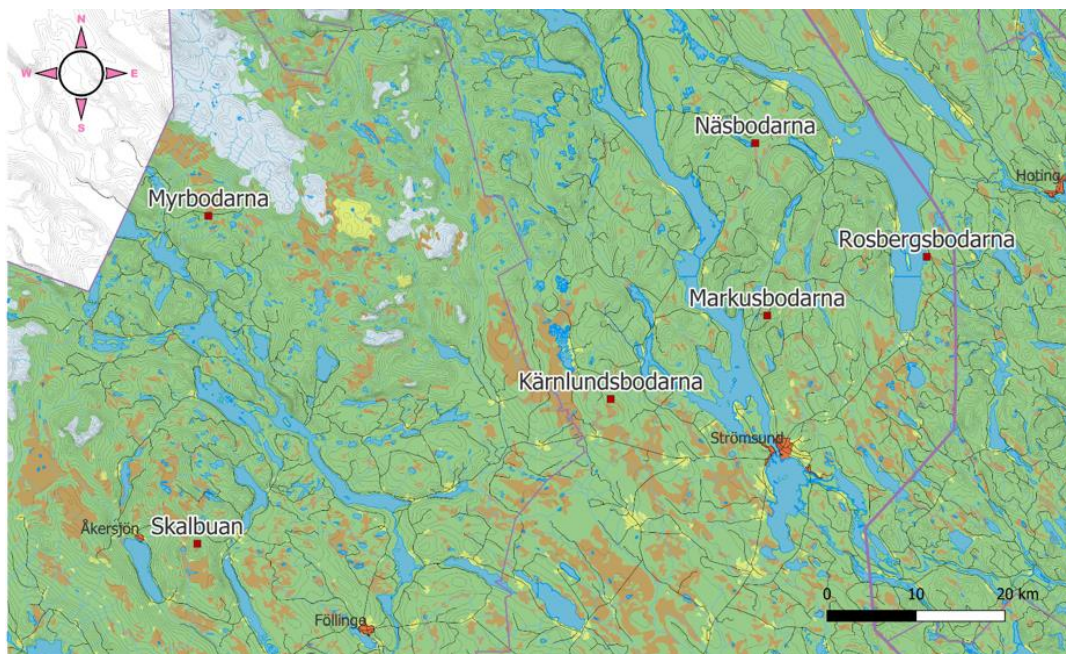 N
W E
S
Näsbodarna
Hoting
Myrbodarna
Rosbergsbodarna
Markusbodarna
Kärnlundsbodarna
Strömsund
Åkersjön
Skalbuan
0 10 20 km
Föllinge